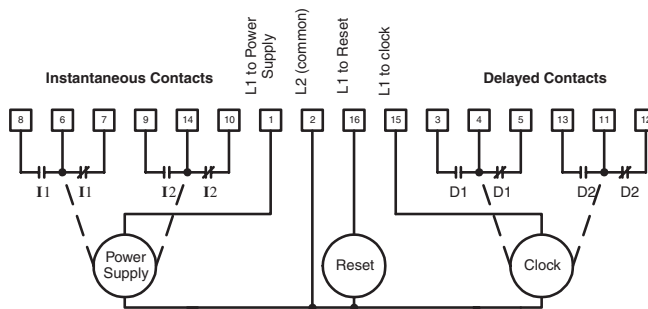 L1 to Power
Supply
L2 (common)
L1 to Reset
L1 to clock
Instantaneous Contacts
Delayed Contacts
8 6 7 9 14 10 1 2 16 15 3 4 5 13 11 12
I1 I1 I2 I2 D1 D1 D2 D2
Power
Supply
Reset
Clock